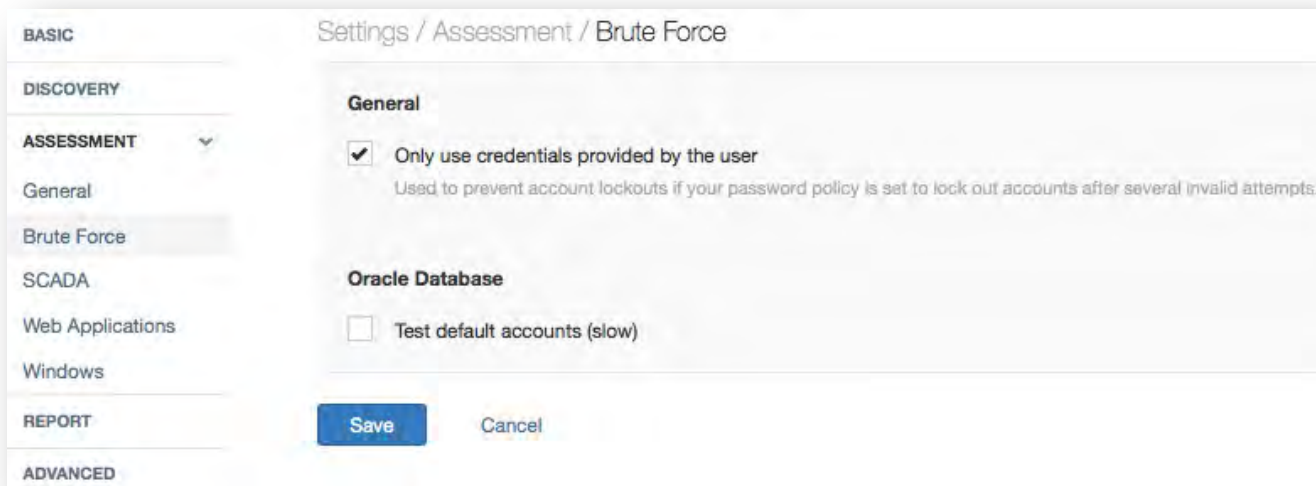 BASIC
DISCOVERY
ASSESSMENT
General
Brute Force
SCADA
Web Applications
Windows
REPORT
ADVANCED
Settings / Assessment / Brute Force
General
Only use credentials provided by the user
Used to prevent account lockouts if your password policy is set to lock out accounts after several invalid attempts.
Oracle Database
Test default accounts (slow)
Save Cancel